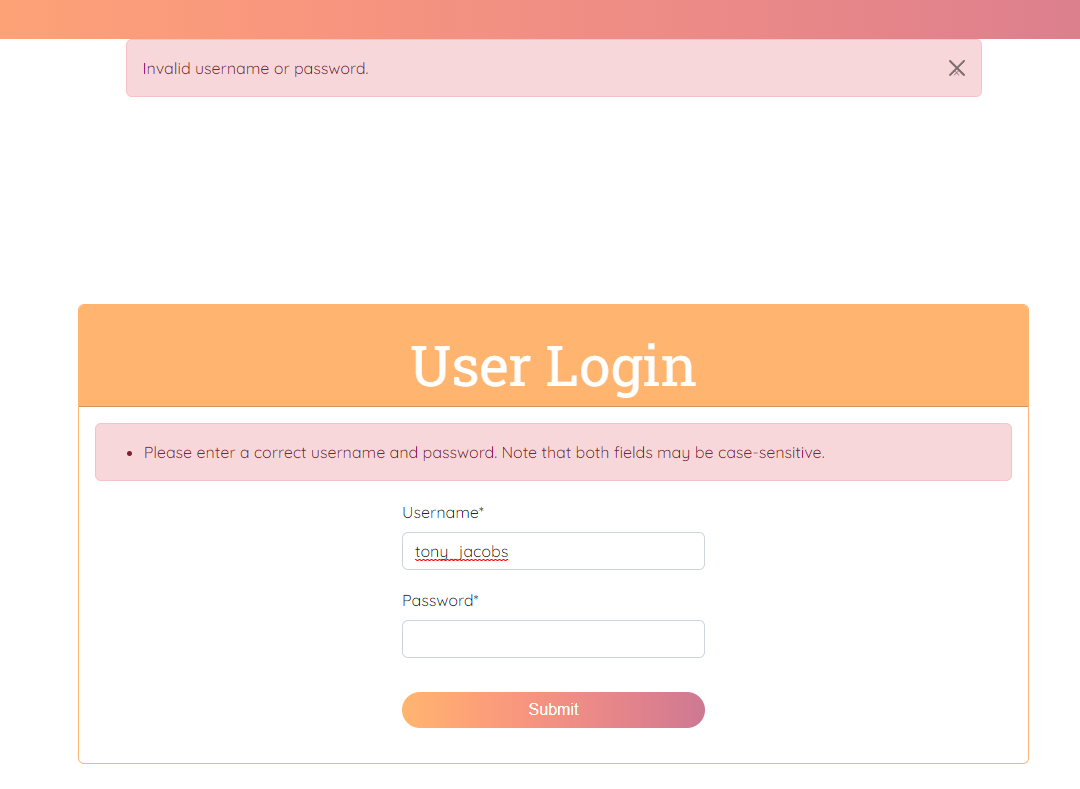 Invalid username or password.
User Login
Please enter a correct username and password. Note that both fields may be case-sensitive.
Username*
tony_jacobs
Password*
Submit